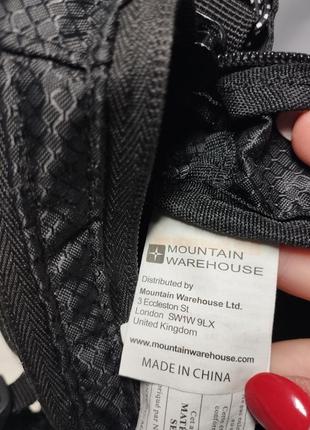 MOUNTAIN
WAREHOUSE
Distributed by
Mountain Warehouse Ltd.
3 Eccleston St
London SW1W 9LX
United Kingdom
www.mountainwarehouse.com
MADE IN CHINA